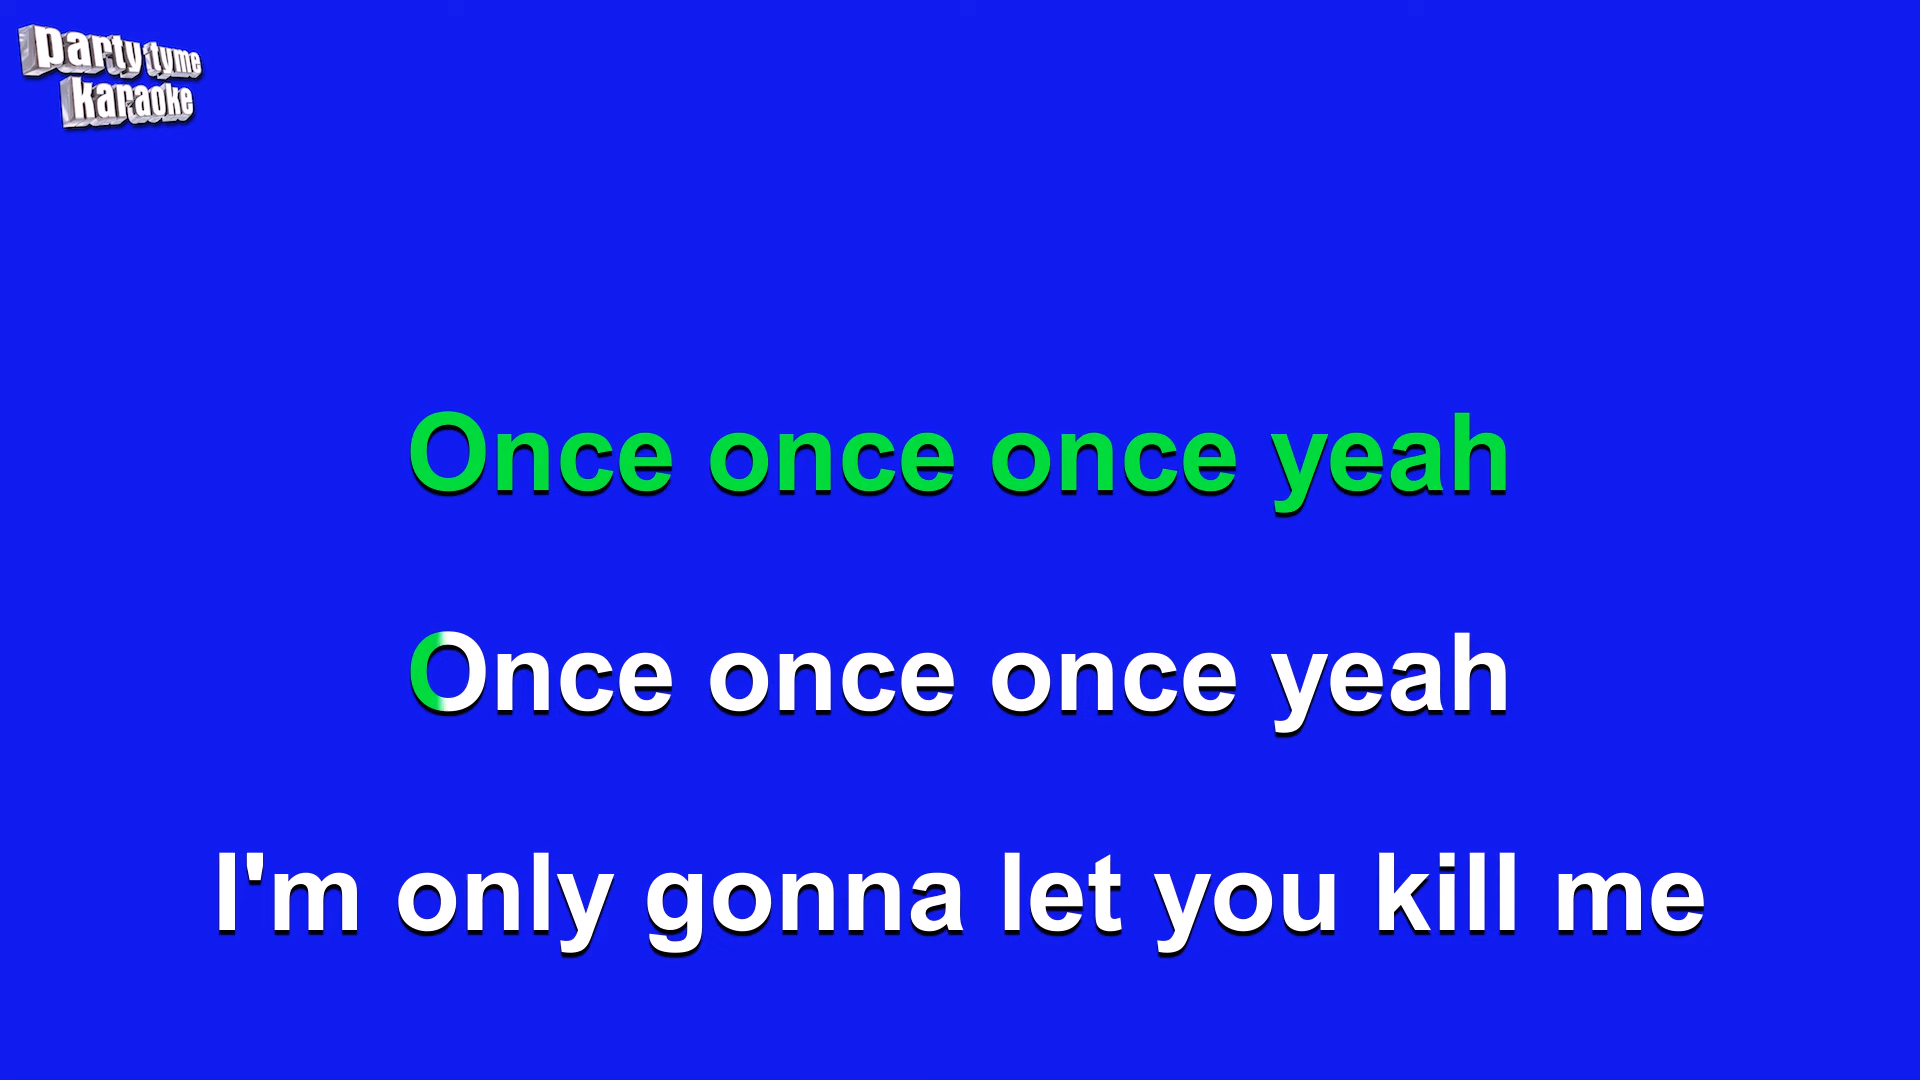 party tyme
karaoke
Once once once yeah
Once once once yeah
I'm only gonna let you kill me